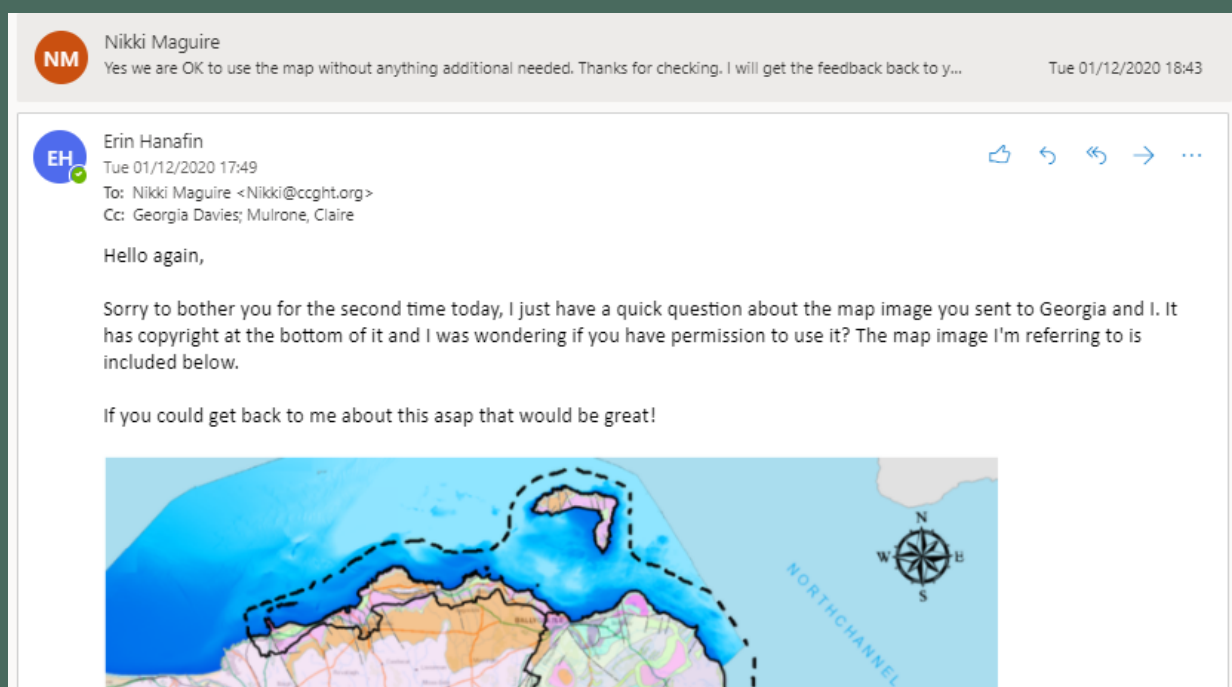 NM
Nikki Maguire
Yes we are OK to use the map without anything additional needed. Thanks for checking. I will get the feedback back to y...
Tue 01/12/2020 18:43
EH
Erin Hanafin
Tue 01/12/2020 17:49
To: Nikki Maguire <Nikki@ccght.org>
Cc: Georgia Davies; Mulrone, Claire
Hello again,
Sorry to bother you for the second time today, I just have a quick question about the map image you sent to Georgia and I. It
has copyright at the bottom of it and I was wondering if you have permission to use it? The map image I'm referring to is
included below.
If you could get back to me about this asap that would be great!
N
W E
S
NORTH CHANNEL